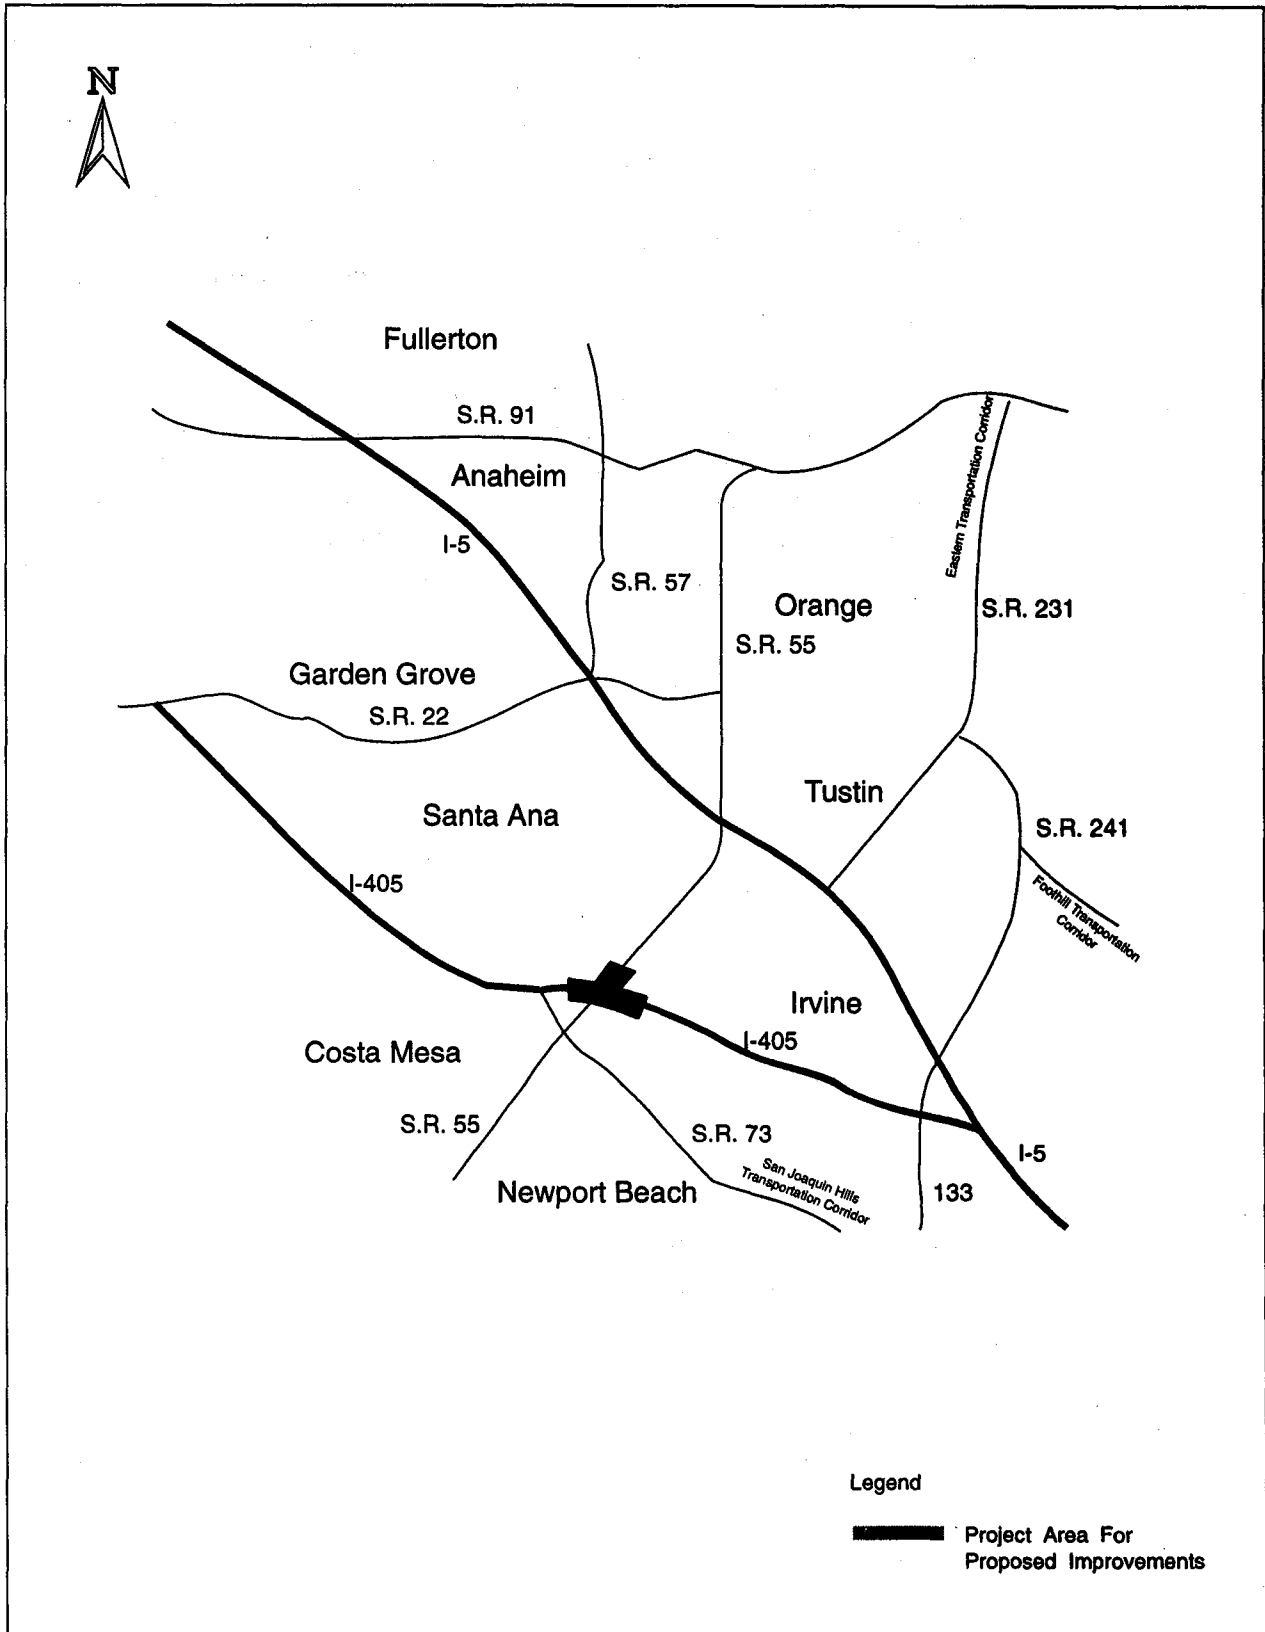 N
Fullerton
S.R. 91
Anaheim
I-5
Eastern Transportation Corridor
S.R. 57
Orange
S.R. 231
S.R. 55
Garden Grove
S.R. 22
Tustin
Santa Ana
S.R. 241
I-405
Foothill Transportation
Corridor
Irvine
I-405
Costa Mesa
S.R. 55
S.R. 73
I-5
San Joaquin Hills
Transportation Corridor
Newport Beach
133
Legend
Project Area For
Proposed Improvements